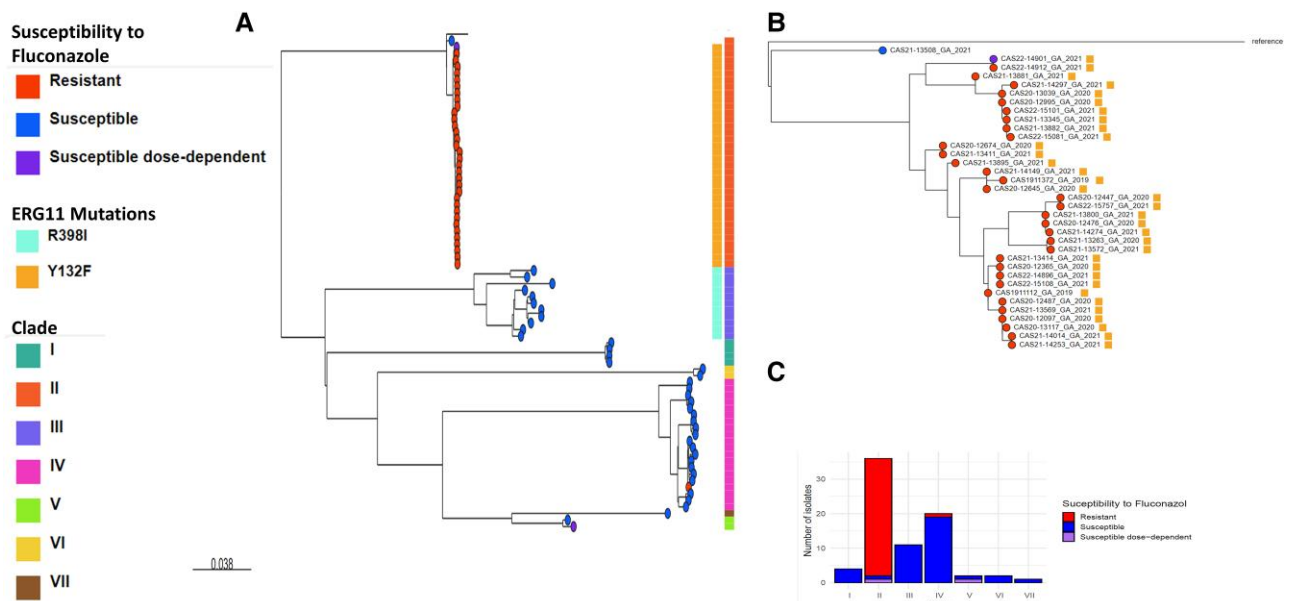 Susceptibility to
Fluconazole
Resistant
Susceptible
Susceptible dose-dependent
ERG11 Mutations
R398I
Y132F
Clade
I
II
III
IV
V
VI
VII
A
0.038
B
reference
CAS21-13508_GA_2021
CAS22-14901_GA_2021
CAS22-14912_GA_2021
CAS21-13881_GA_2021
CAS21-14297_GA_2021
CAS20-13039_GA_2020
CAS20-12995_GA_2020
CAS22-15101_GA_2021
CAS21-13345_GA_2021
CAS21-13882_GA_2021
CAS22-15081_GA_2021
CAS20-12674_GA_2020
CAS21-13411_GA_2021
CAS21-13895_GA_2021
CAS21-14149_GA_2021
CAS1911372_GA_2019
CAS20-12645_GA_2020
CAS20-12447_GA_2020
CAS22-15757_GA_2021
CAS21-13800_GA_2021
CAS20-12476_GA_2020
CAS21-14274_GA_2021
CAS21-13263_GA_2020
CAS21-13572_GA_2021
CAS21-13414_GA_2021
CAS20-12365_GA_2020
CAS22-14896_GA_2021
CAS22-15108_GA_2021
CAS1911112_GA_2019
CAS20-12487_GA_2020
CAS21-13569_GA_2021
CAS20-12097_GA_2020
CAS20-13117_GA_2020
CAS21-14014_GA_2021
CAS21-14253_GA_2021
C
Number of isolates
30
20
10
0
I
II
III
IV
V
VI
VII
Suceptibility to Fluconazol
Resistant
Susceptible
Susceptible dose-dependent